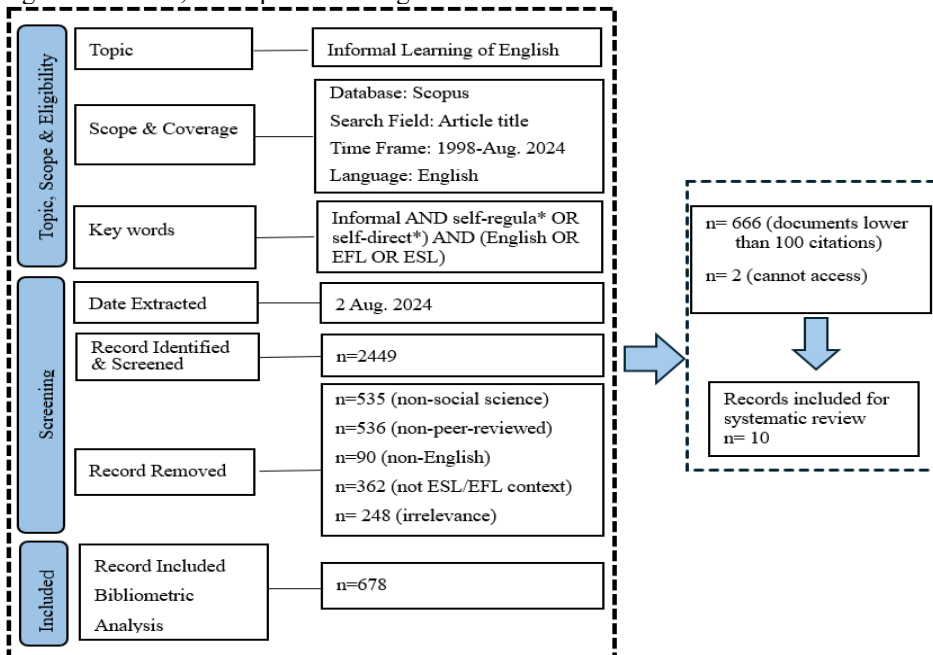 Topic, Scope & Eligibility
Topic
Informal Learning of English
Scope & Coverage
Database: Scopus
Search Field: Article title
Time Frame: 1998-Aug. 2024
Language: English
Key words
Informal AND self-regula* OR
self-direct*) AND (English OR
EFL OR ESL)
Screening
Date Extracted
2 Aug. 2024
Record Identified
& Screened
n=2449
Record Removed
n=535 (non-social science)
n=536 (non-peer-reviewed)
n=90 (non-English)
n=362 (not ESL/EFL context)
n= 248 (irrelevance)
Included
Record Included
Bibliometric
Analysis
n=678
n= 666 (documents lower
than 100 citations)
n= 2 (cannot access)
Records included for
systematic review
n= 10